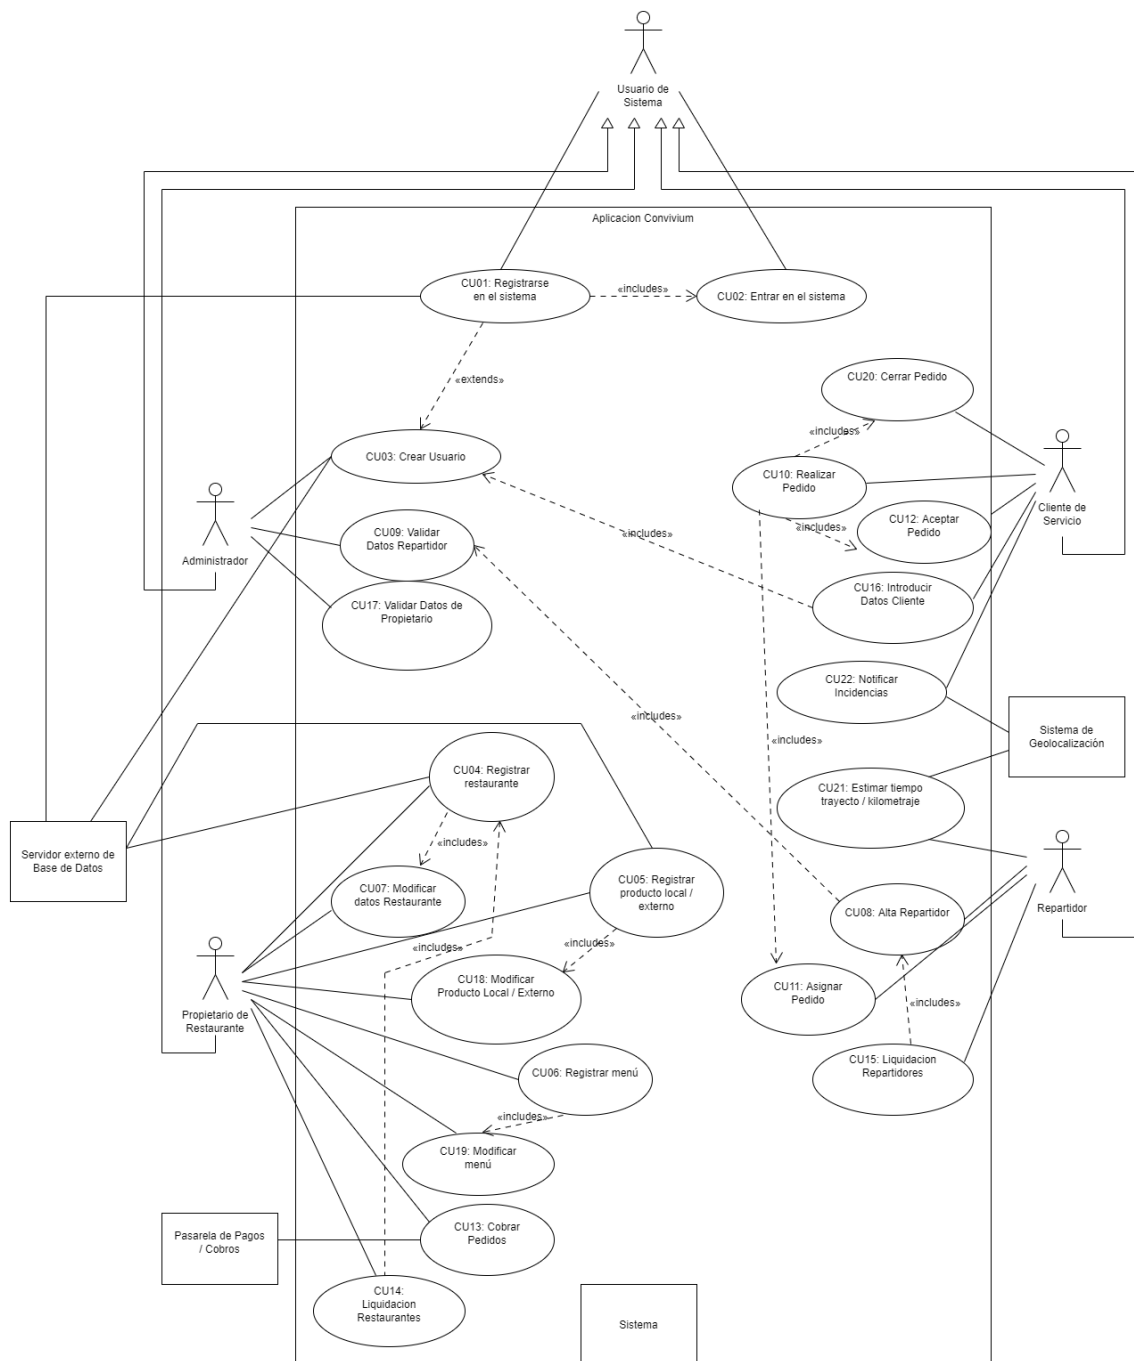 Usuario de
Sistema
Aplicacion Convivium
CU01: Registrarse
en el sistema
«includes»
CU02: Entrar en el sistema
«extends»
CU20: Cerrar Pedido
«includes»
CU03: Crear Usuario
CU10: Realizar
Pedido
Cliente de
Servicio
«includes»
CU12: Aceptar
Pedido
Administrador
CU09: Validar
Datos Repartidor
«includes»
CU17: Validar Datos de
Propietario
CU16: Introducir
Datos Cliente
CU22: Notificar
Incidencias
«includes»
Sistema de
Geolocalización
«includes»
CU04: Registrar
restaurante
CU21: Estimar tiempo
trayecto / kilometraje
Servidor externo de
Base de Datos
«includes»
CU07: Modificar
datos Restaurante
CU05: Registrar
producto local /
externo
CU08: Alta Repartidor
Repartidor
«includes»
«includes»
CU18: Modificar
Producto Local / Externo
CU11: Asignar
Pedido
«includes»
Propietario de
Restaurante
CU06: Registrar menú
CU15: Liquidacion
Repartidores
«includes»
CU19: Modificar
menú
Pasarela de Pagos
/ Cobros
CU13: Cobrar
Pedidos
CU14:
Liquidacion
Restaurantes
Sistema